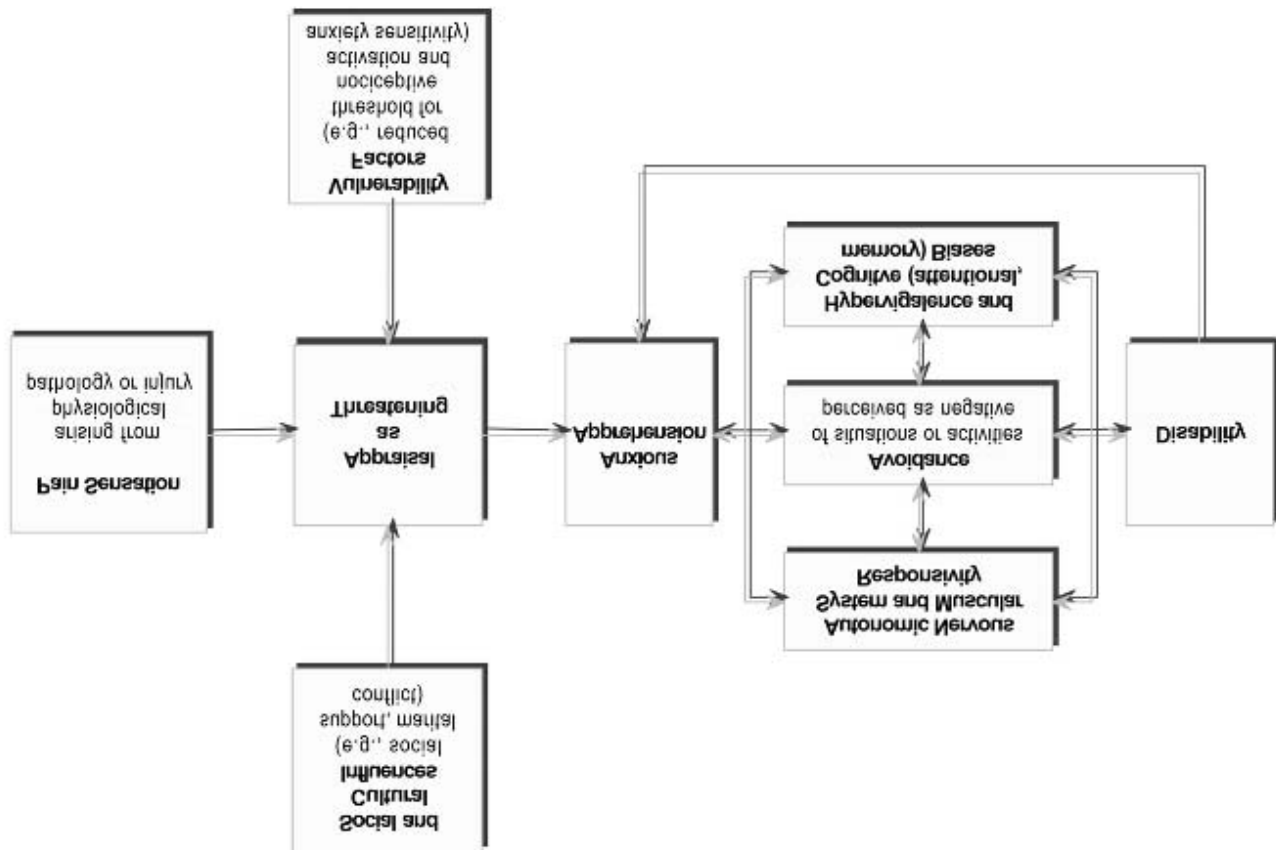 Social and
Cultural
Influences
(e.g., social
support, marital
conflict)
Autonomic Nervous
System and Muscular
Responsivity
Pain Sensation
arising from
physiological
pathology or injury
Appraisal
as
Threatening
Anxious
Apprehension
Avoidance
of situations or activities
perceived as negative
Disability
Hypervigalence and
Cognitve (attentional,
memory) Biases
Vulnerability
Factors
(e.g., reduced
threshold for
nociceptive
activation and
anxiety sensitivity)